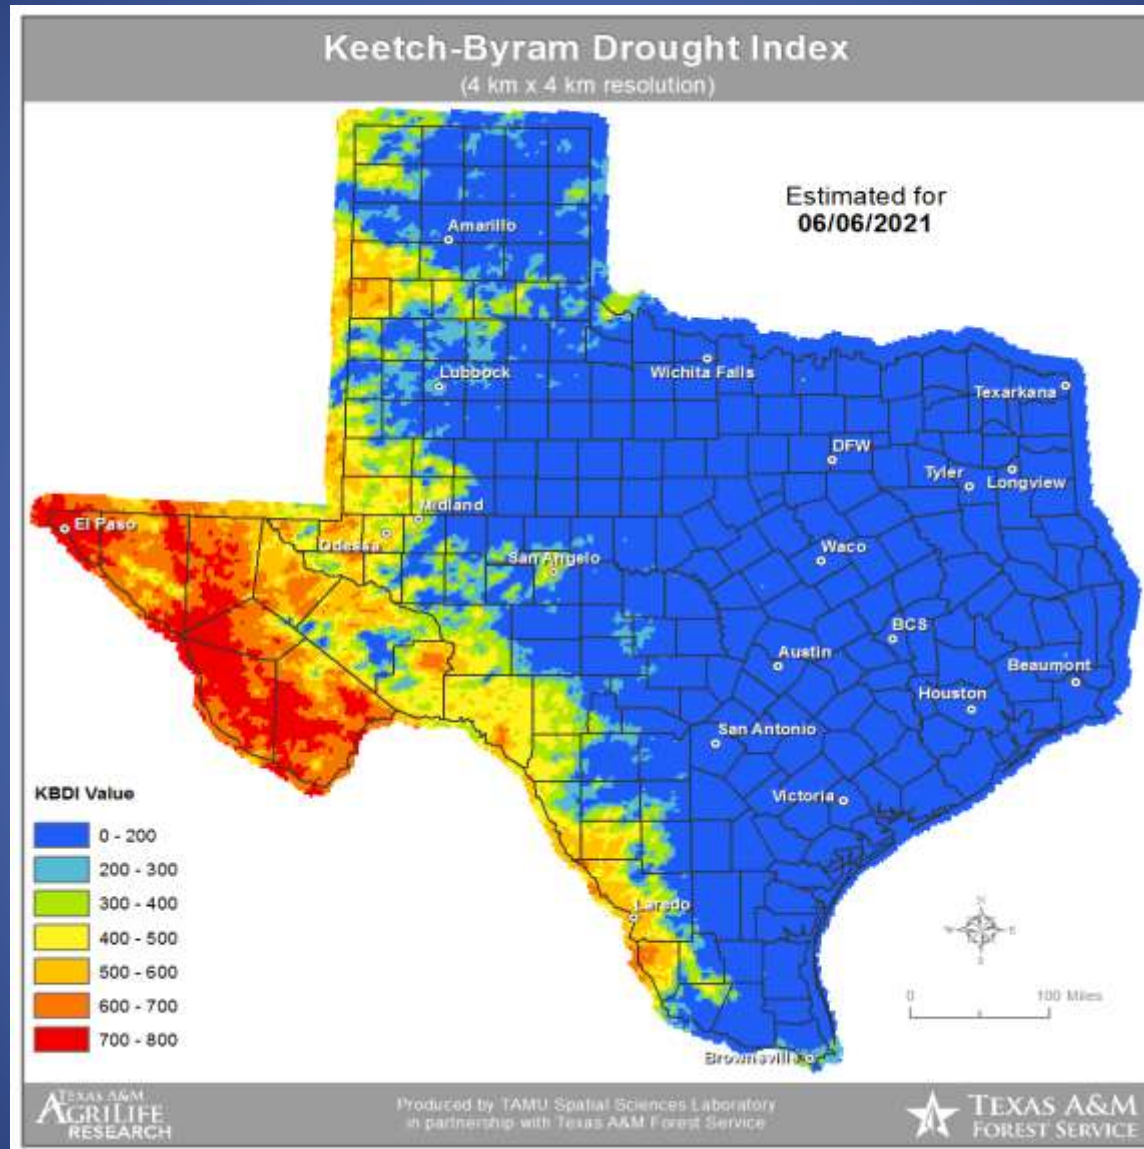 Keetch-Byram Drought Index
(4 km x 4 km resolution)
Estimated for
06/06/2021
Amarillo
Lubbock
Wichita Falls
Texarkana
DFW
Tyler
Longview
El Paso
Midland
Odessa
San Angelo
Waco
BCS
Austin
Beaumont
Houston
San Antonio
Victoria
KBDI Value
0 - 200
200 - 300
300 - 400
400 - 500
500 - 600
600 - 700
700 - 800
Laredo
N
W
E
S
0 100 Miles
Brownsville
TEXAS A&M
AGRILIFE
RESEARCH
Produced by TAMU Spatial Sciences Laboratory
in partnership with Texas A&M Forest Service
TEXAS A&M
FOREST SERVICE